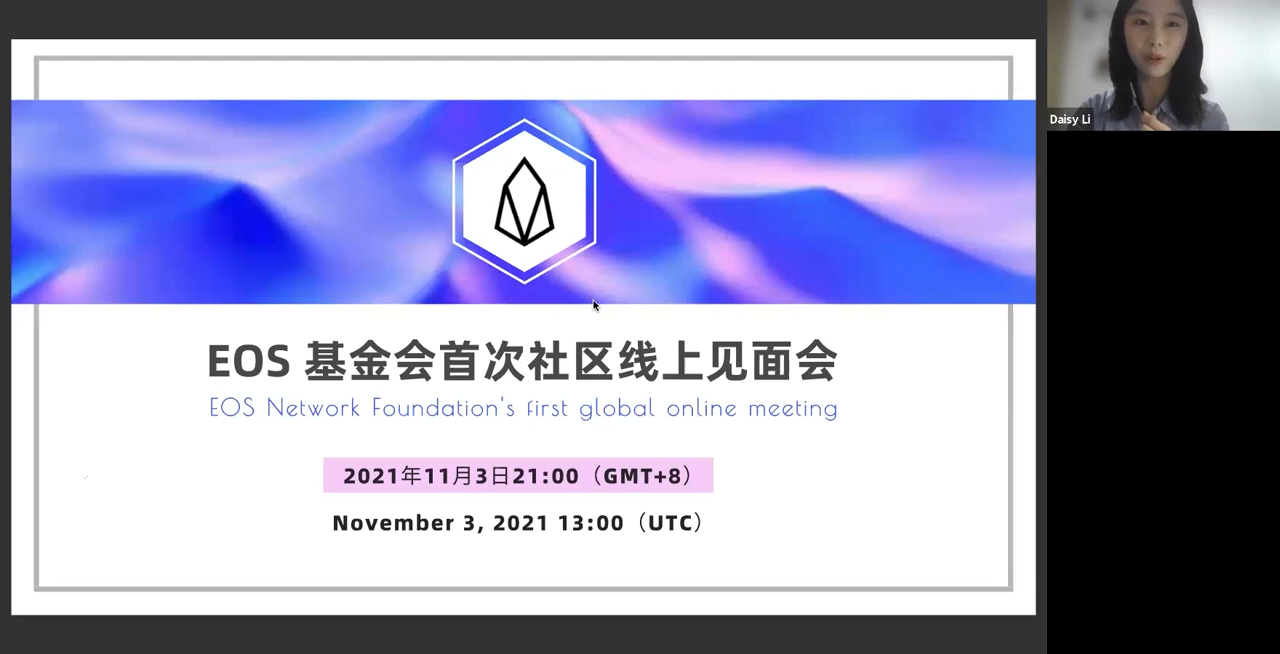 EOS 基金会首次社区线上见面会
EOS Network Foundation's first global online meeting
2021年11月3日21:00（GMT+8）
November 3, 2021 13:00（UTC）
Daisy Li